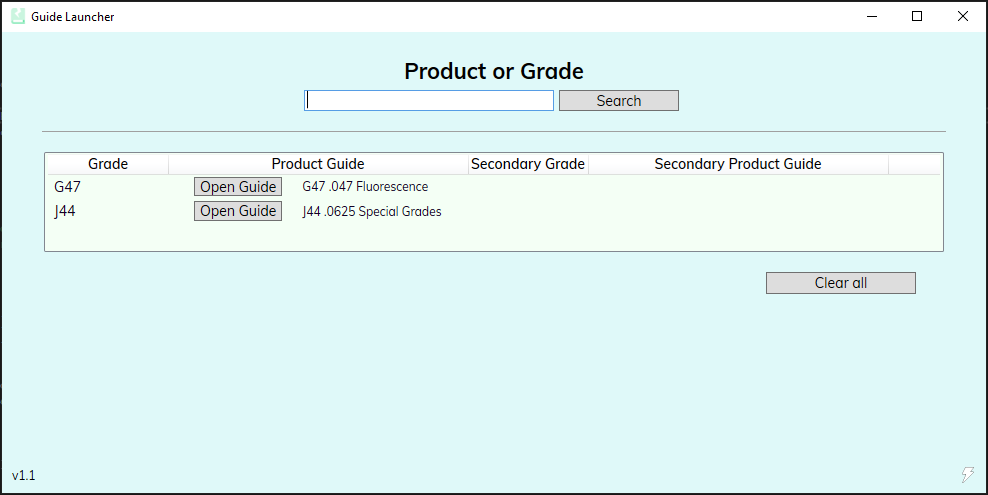 Guide Launcher
Product or Grade
Search
Grade Product Guide Secondary Grade Secondary Product Guide
G47 Open Guide G47 .047 Fluorescence
J44 Open Guide J44 .0625 Special Grades
Clear all
v1.1